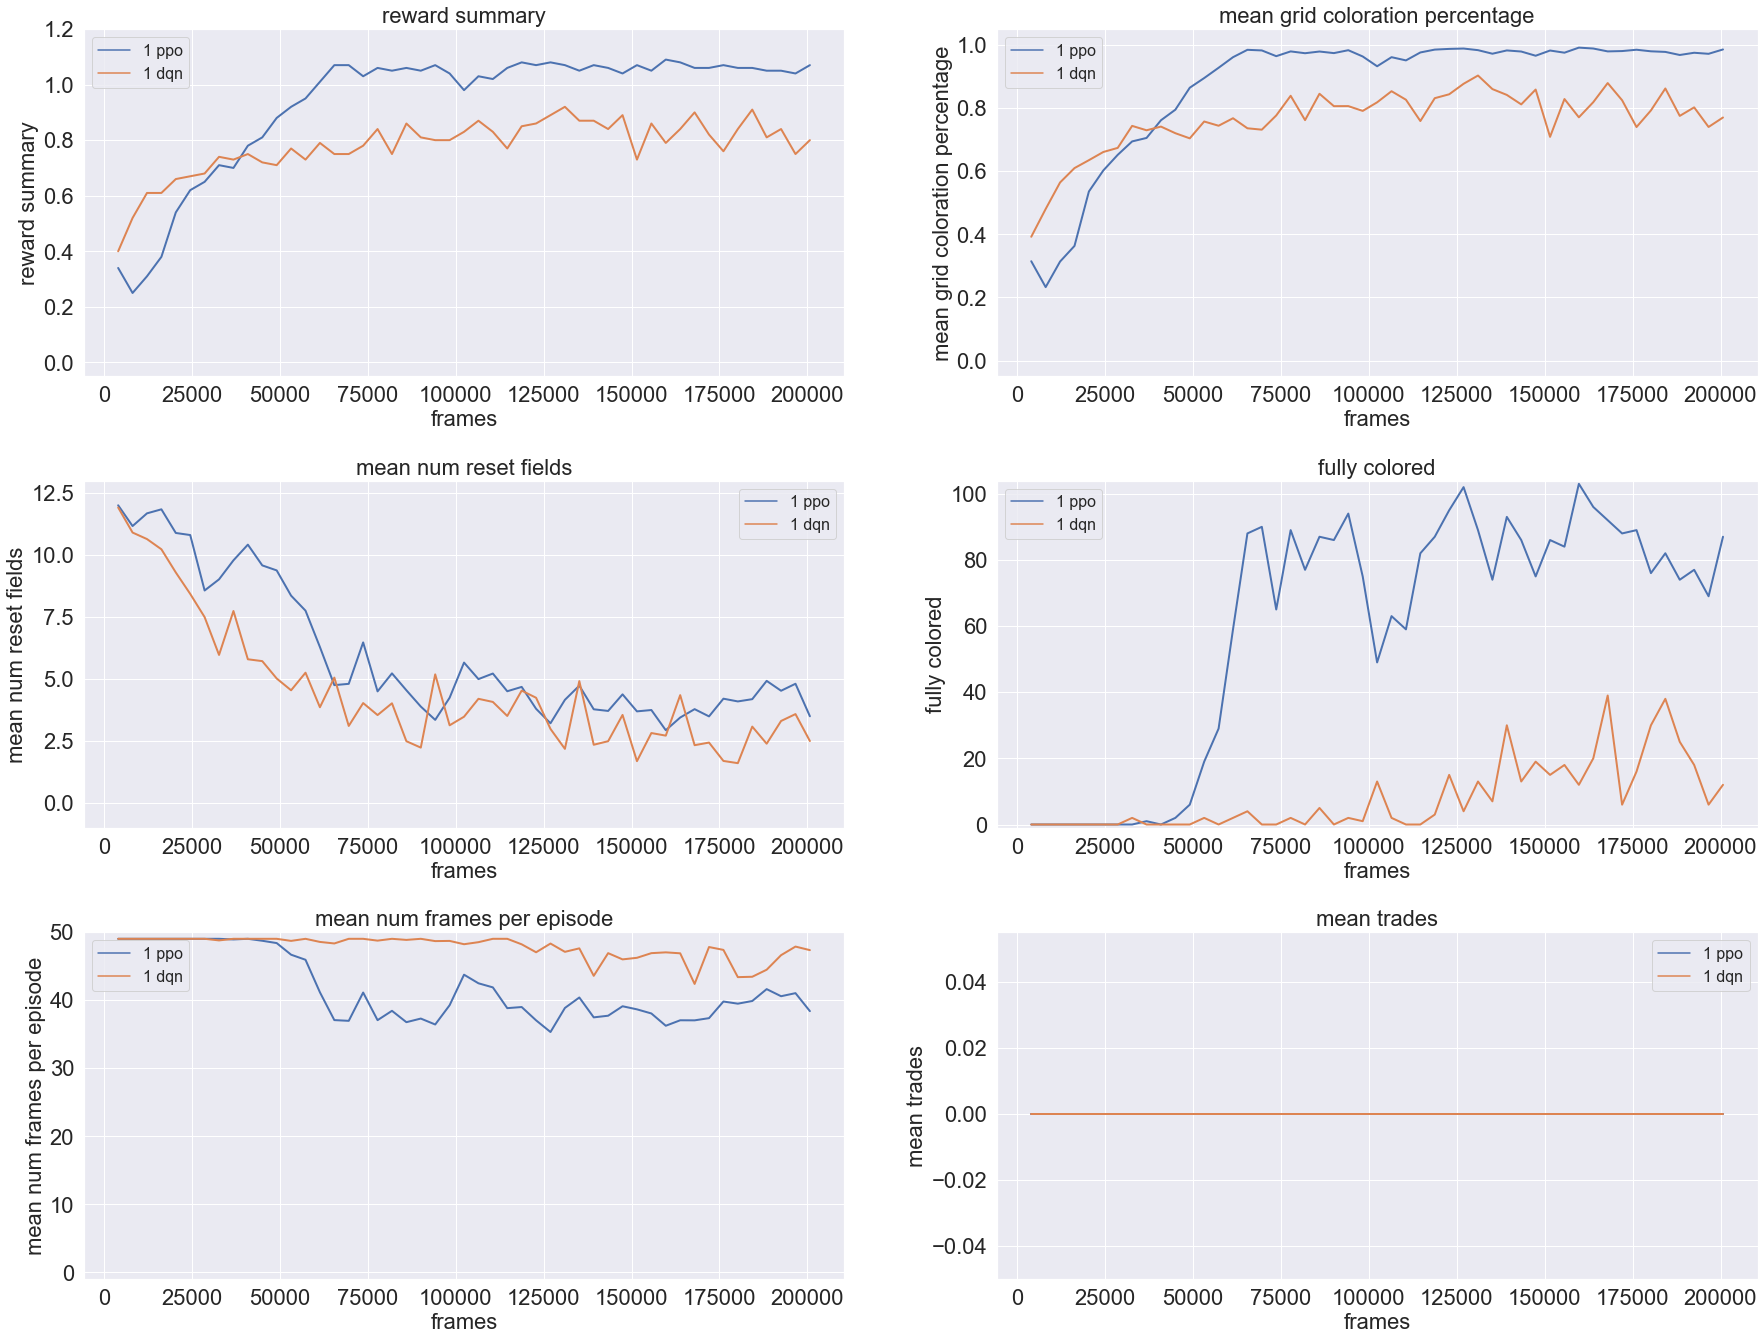 reward summary
1.2
1.0
0.8
0.6
0.4
0.2
0.0
reward summary
1 ppo
1 dqn
0 25000 50000 75000 100000 125000 150000 175000 200000
frames
mean grid coloration percentage
1.0
0.8
0.6
0.4
0.2
0.0
mean grid coloration percentage
1 ppo
1 dqn
0 25000 50000 75000 100000 125000 150000 175000 200000
frames
mean num reset fields
12.5
10.0
7.5
5.0
2.5
0.0
mean num reset fields
1 ppo
1 dqn
0 25000 50000 75000 100000 125000 150000 175000 200000
frames
fully colored
100
80
60
40
20
0
fully colored
1 ppo
1 dqn
0 25000 50000 75000 100000 125000 150000 175000 200000
frames
mean num frames per episode
50
40
30
20
10
0
mean num frames per episode
1 ppo
1 dqn
0 25000 50000 75000 100000 125000 150000 175000 200000
frames
mean trades
0.04
0.02
0.00
−0.02
−0.04
mean trades
1 ppo
1 dqn
0 25000 50000 75000 100000 125000 150000 175000 200000
frames